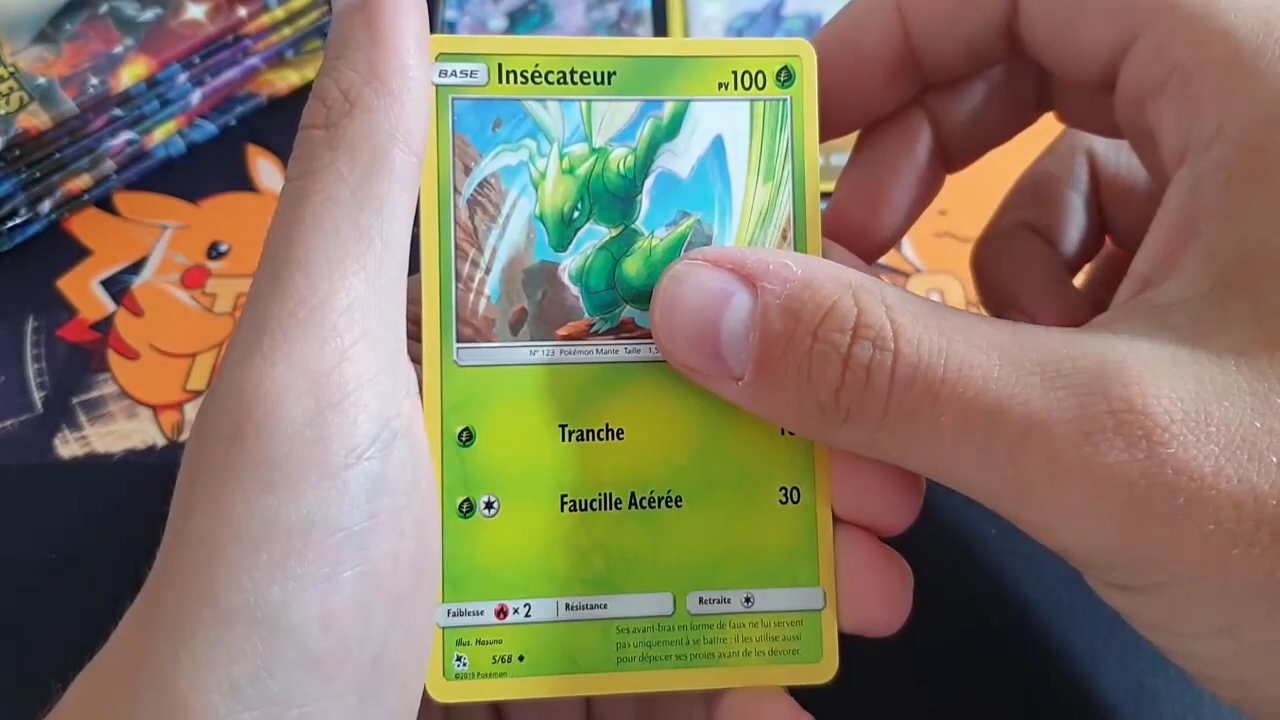 BASE Insécateur PV 100
N° 123 Pokémon Mante Taille 1,5
Tranche
Faucille Acérée 30
Faiblesse ×2 Résistance Retraite
Illus. Hasuno
5/68
©2019 Pokémon
Ses avant-bras en forme de faux ne lui servent
pas uniquement à se battre : il les utilise aussi
pour dépecer ses proies avant de les dévorer.